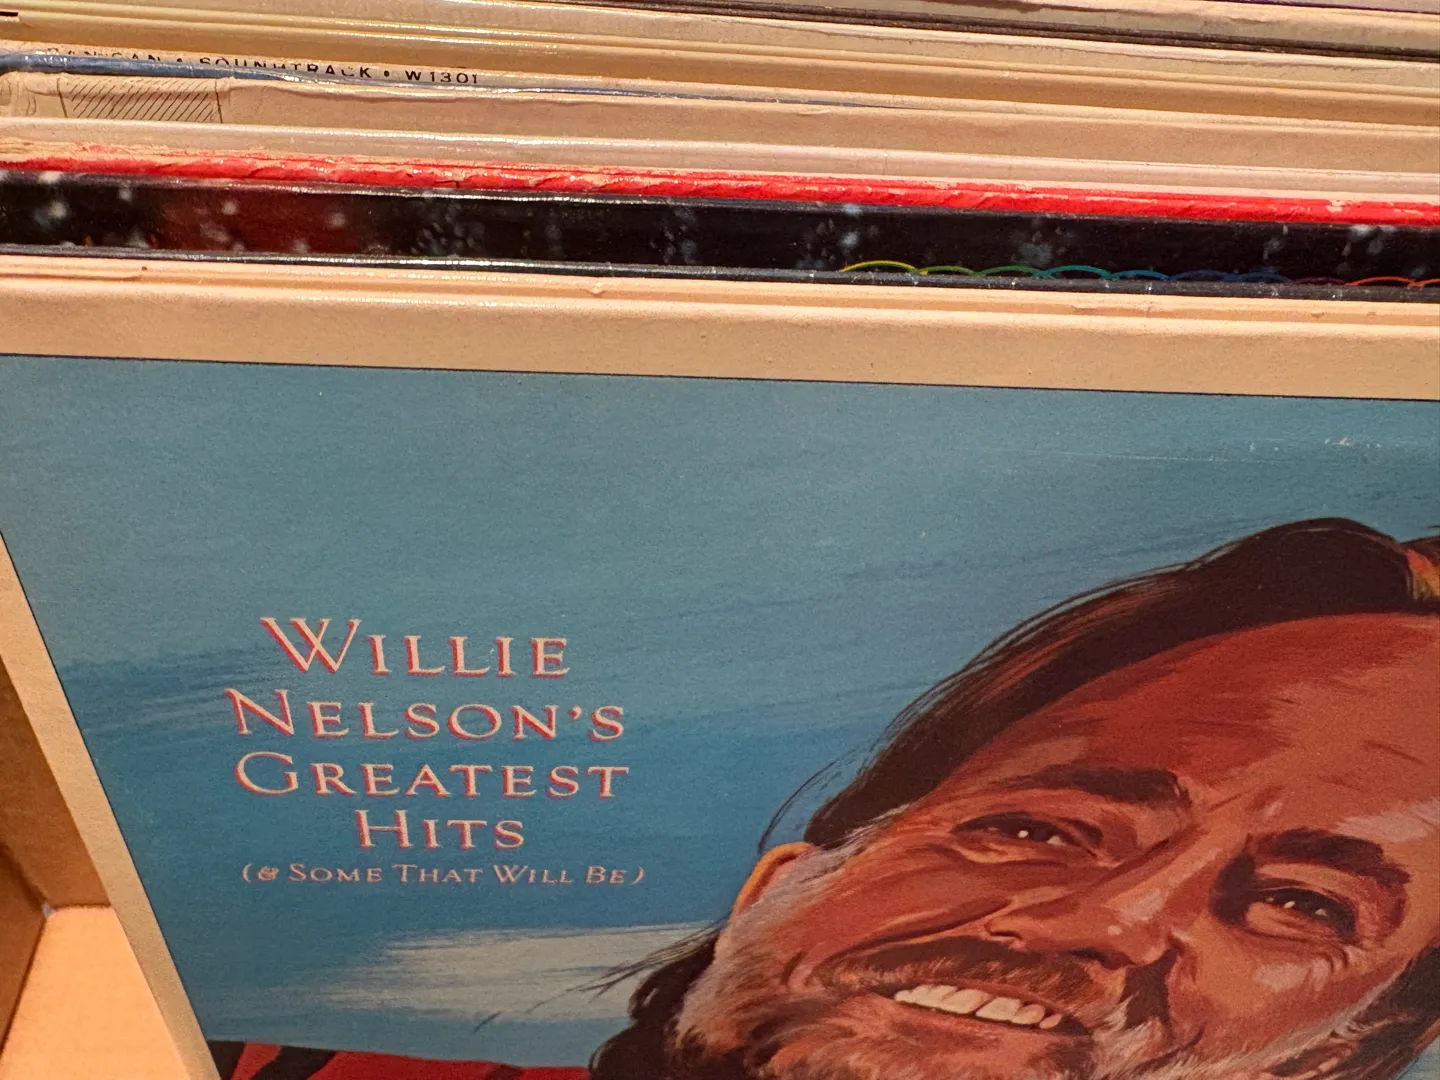 SOUNDTRACK • W1301
WILLIE
NELSON'S
GREATEST
HITS
(& SOME THAT WILL BE)